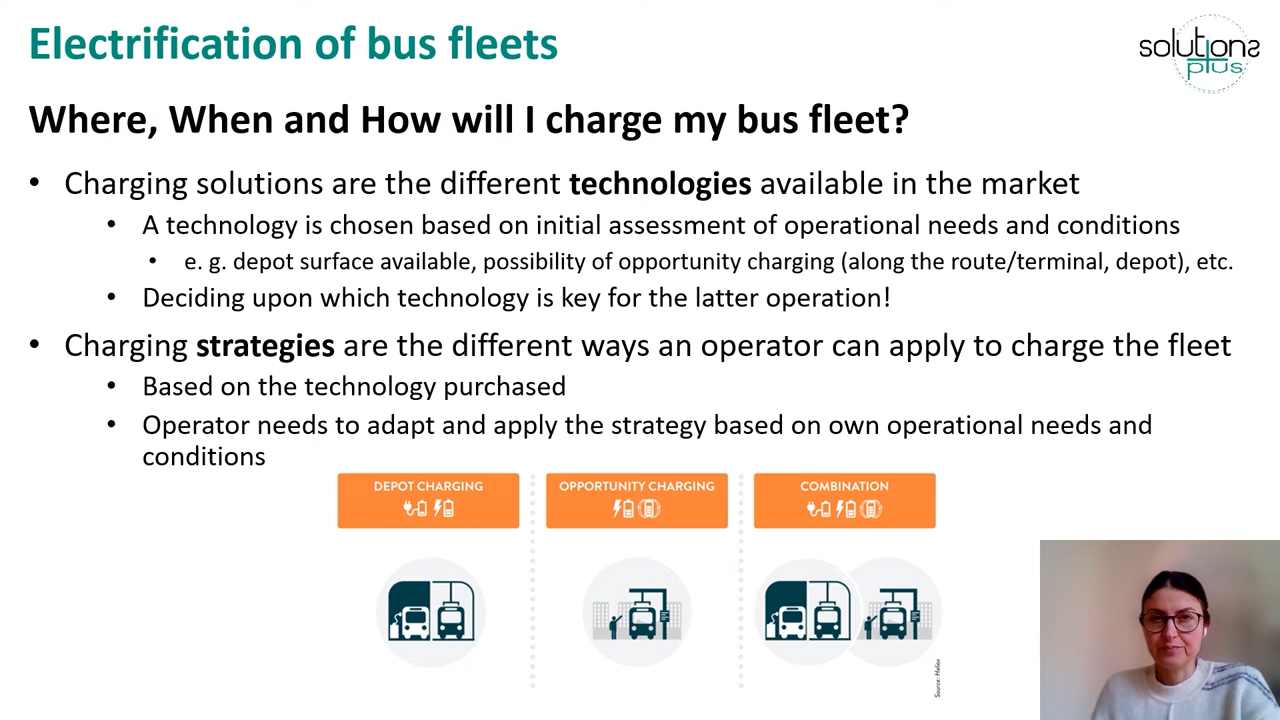 Electrification of bus fleets
solutions
plus
Where, When and How will I charge my bus fleet?
• Charging solutions are the different technologies available in the market
• A technology is chosen based on initial assessment of operational needs and conditions
• e. g. depot surface available, possibility of opportunity charging (along the route/terminal, depot), etc.
• Deciding upon which technology is key for the latter operation!
• Charging strategies are the different ways an operator can apply to charge the fleet
• Based on the technology purchased
• Operator needs to adapt and apply the strategy based on own operational needs and
conditions
DEPOT CHARGING
OPPORTUNITY CHARGING
COMBINATION
Source: Heliox